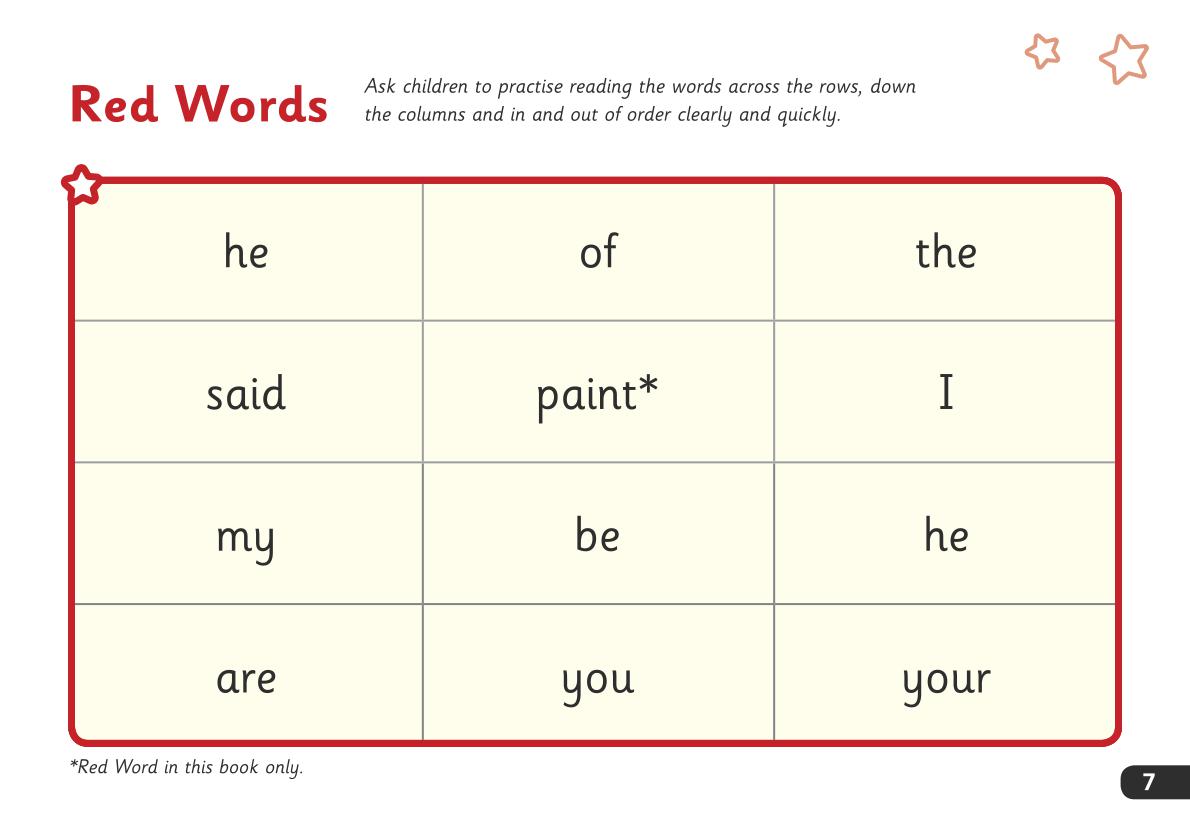 Red Words
Ask children to practise reading the words across the rows, down
the columns and in and out of order clearly and quickly.
he of the
said paint* I
my be he
are you your
*Red Word in this book only.
7